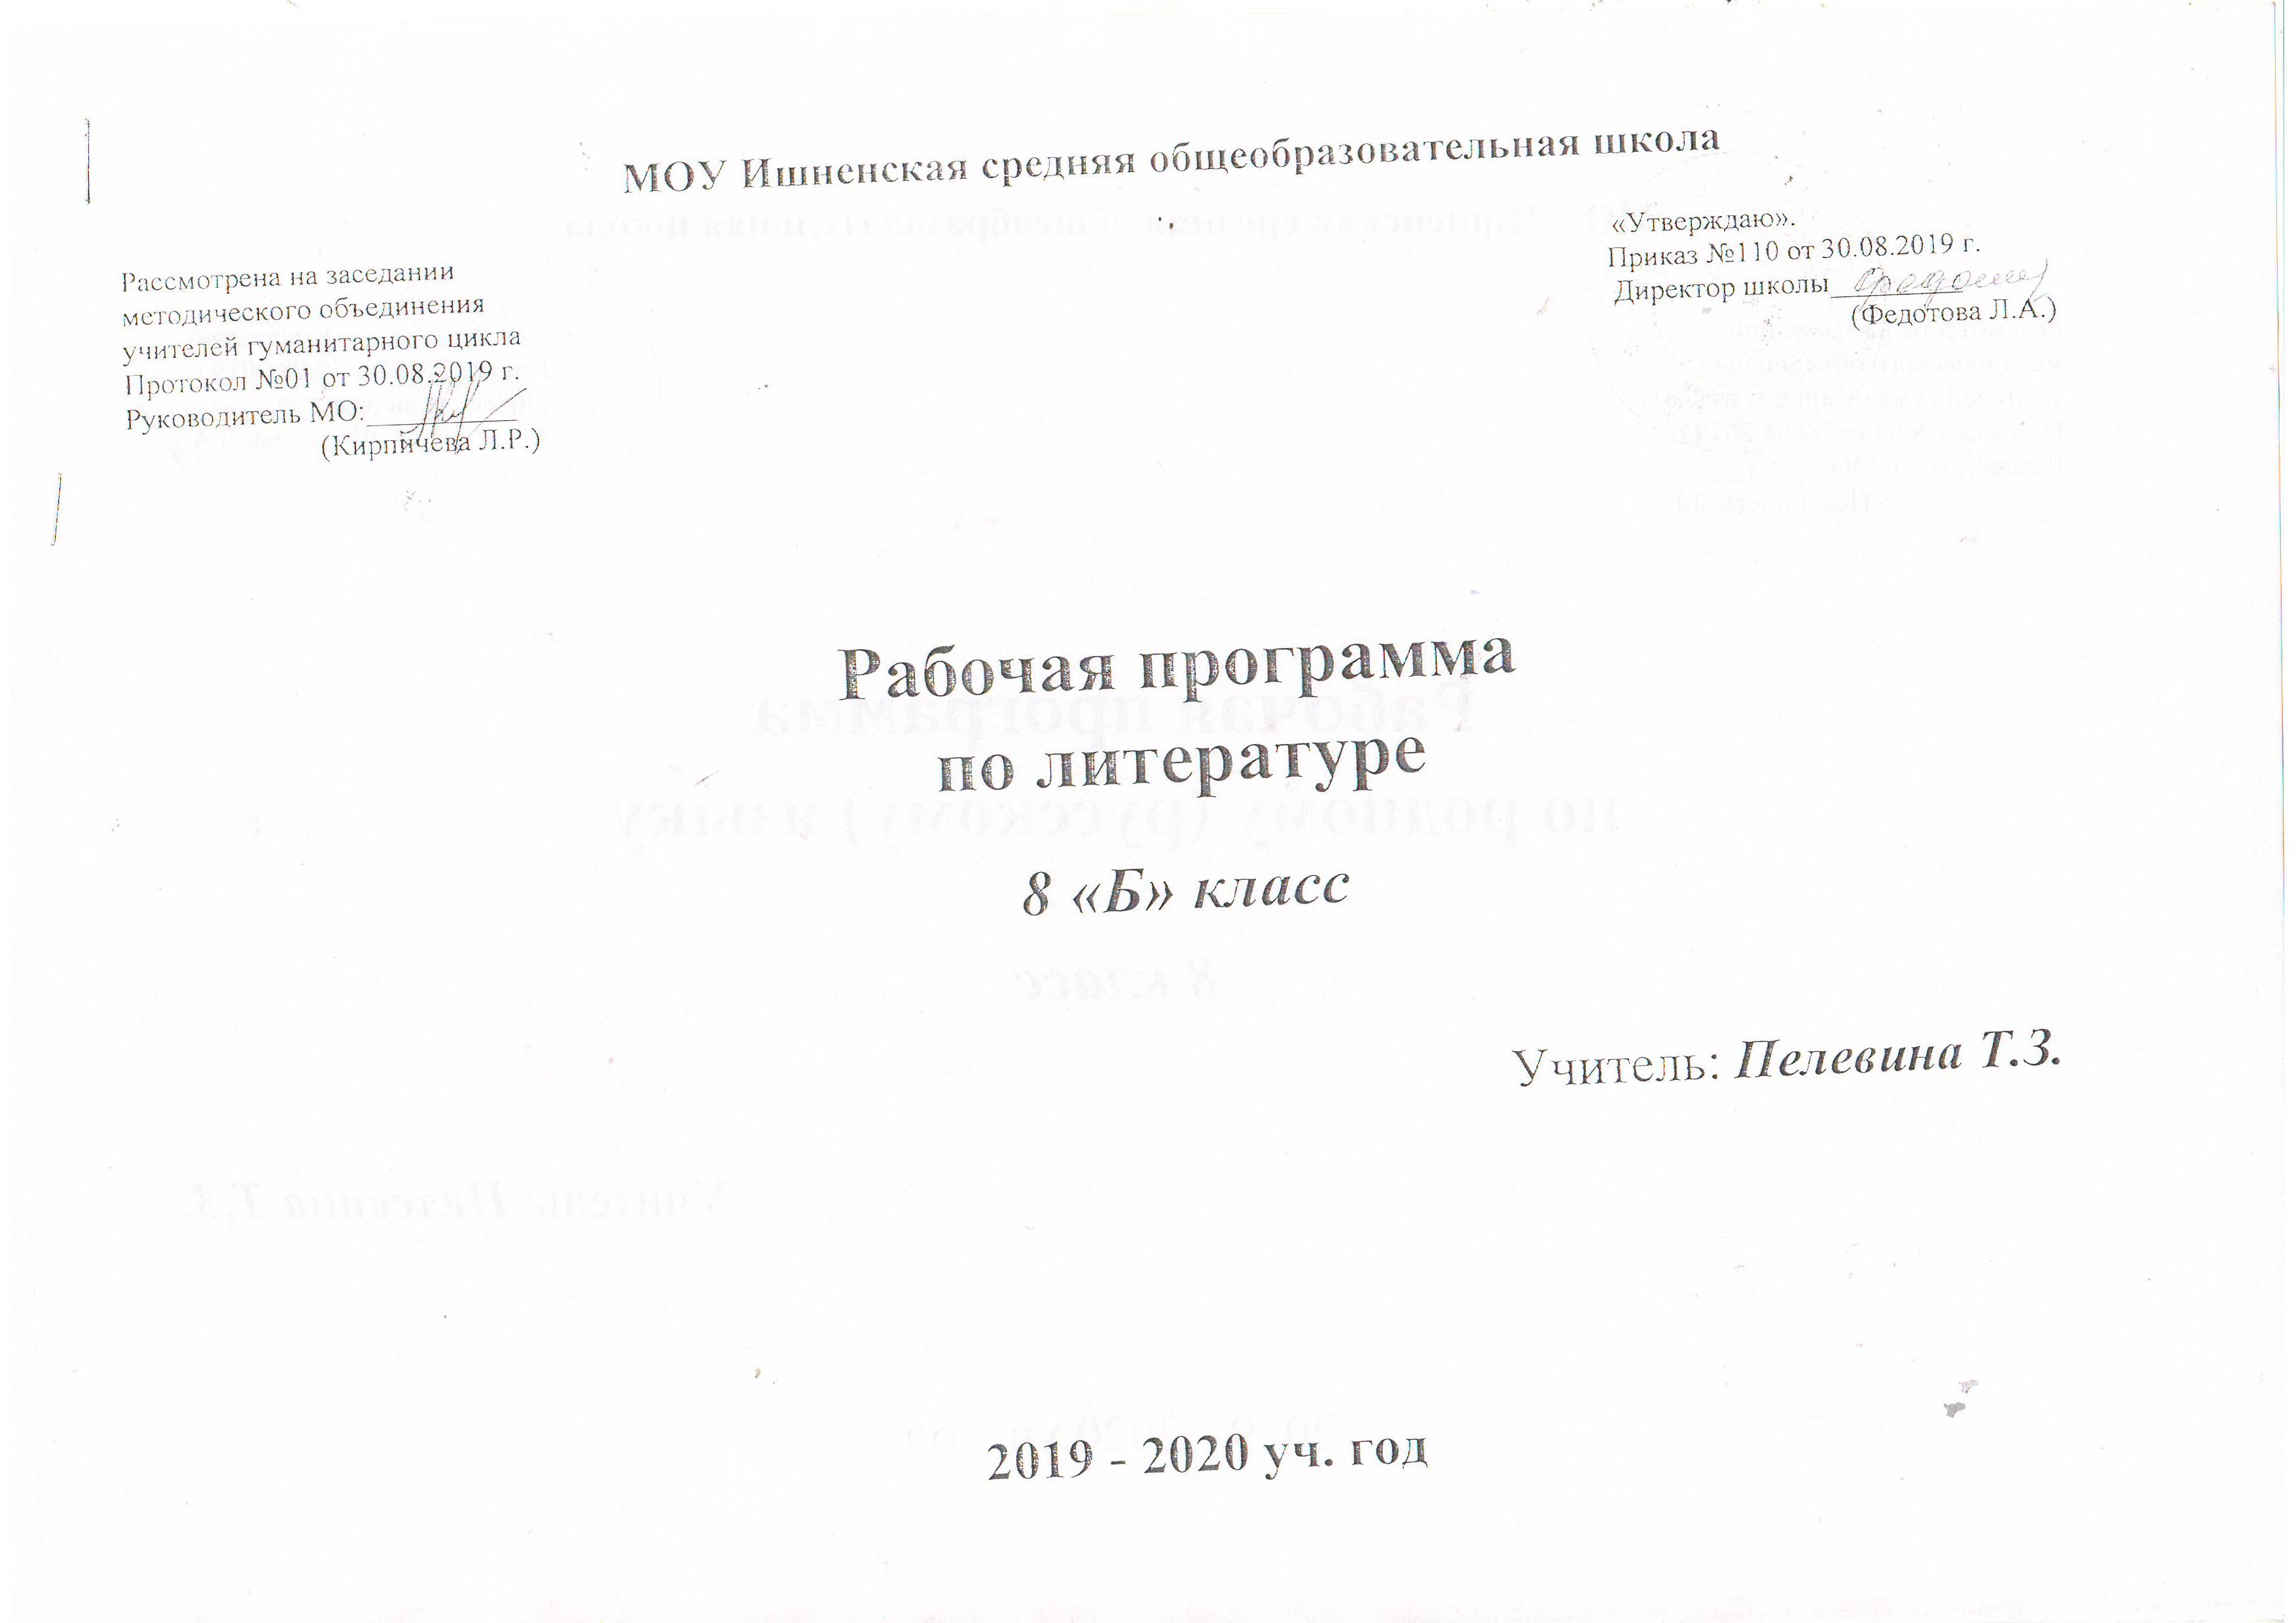 МОУ Ишненская средняя общеобразовательная школа
Рассмотрена на заседании
методического объединения
учителей гуманитарного цикла
Протокол №01 от 30.08.2019 г.
Руководитель МО:___________
(Кирпичева Л.Р.)
«Утверждаю».
Приказ №110 от 30.08.2019 г.
Директор школы__________
(Федотова Л.А.)
Рабочая программа
по литературе
8 «Б» класс
Учитель: Пелевина Т.З.
2019 - 2020 уч. год